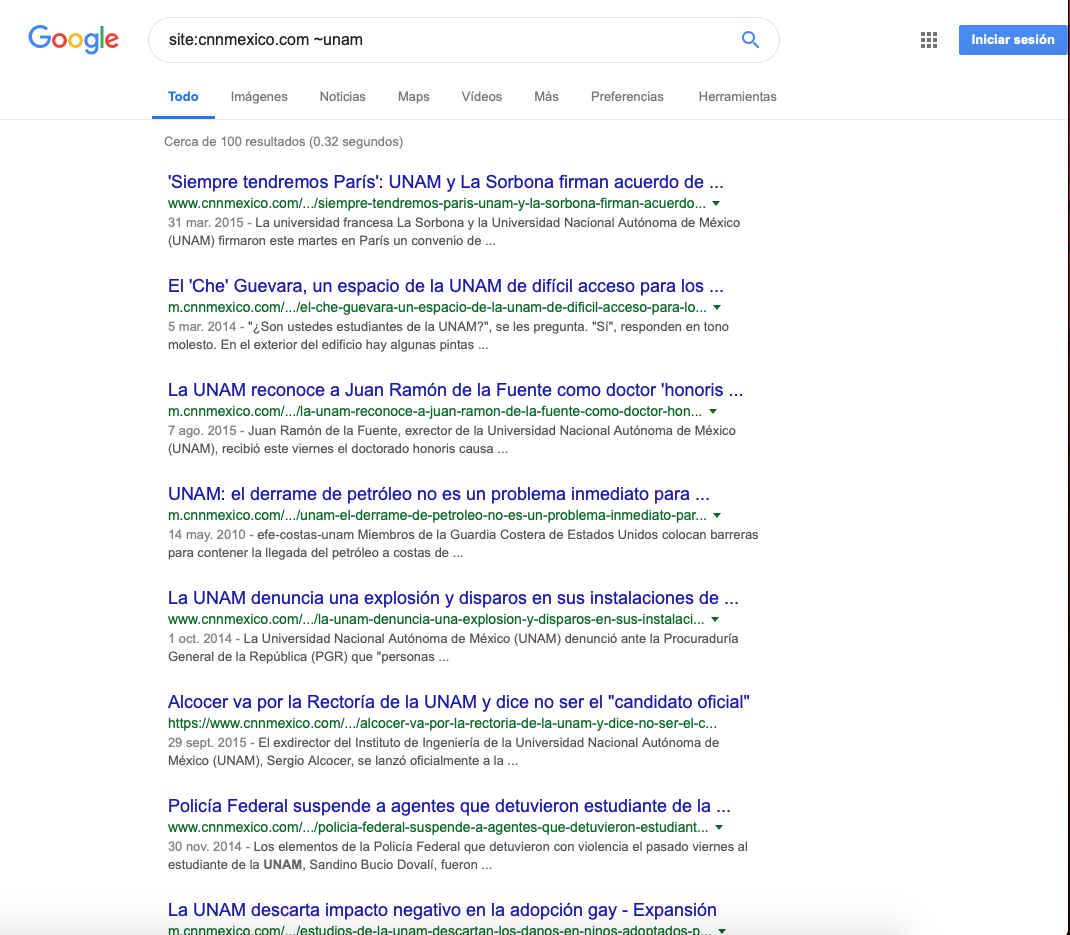 Google
site:cnnmexico.com ~unam
Iniciar sesión
Todo Imágenes Noticias Maps Vídeos Más Preferencias Herramientas
Cerca de 100 resultados (0.32 segundos)
'Siempre tendremos París': UNAM y La Sorbona firman acuerdo de ...
www.cnnmexico.com/.../siempre-tendremos-paris-unam-y-la-sorbona-firman-acuerdo...
31 mar. 2015 - La universidad francesa La Sorbona y la Universidad Nacional Autónoma de México
(UNAM) firmaron este martes en París un convenio de ...
El 'Che' Guevara, un espacio de la UNAM de difícil acceso para los ...
m.cnnmexico.com/.../el-che-guevara-un-espacio-de-la-unam-de-dificil-acceso-para-lo...
5 mar. 2014 - "¿Son ustedes estudiantes de la UNAM?", se les pregunta. "Sí", responden en tono
molesto. En el exterior del edificio hay algunas pintas ...
La UNAM reconoce a Juan Ramón de la Fuente como doctor 'honoris ...
m.cnnmexico.com/.../la-unam-reconoce-a-juan-ramon-de-la-fuente-como-doctor-hon...
7 ago. 2015 - Juan Ramón de la Fuente, exrector de la Universidad Nacional Autónoma de México
(UNAM), recibió este viernes el doctorado honoris causa ...
UNAM: el derrame de petróleo no es un problema inmediato para ...
m.cnnmexico.com/.../unam-el-derrame-de-petroleo-no-es-un-problema-inmediato-par...
14 may. 2010 - efe-costas-unam Miembros de la Guardia Costera de Estados Unidos colocan barreras
para contener la llegada del petróleo a costas de ...
La UNAM denuncia una explosión y disparos en sus instalaciones de ...
www.cnnmexico.com/.../la-unam-denuncia-una-explosion-y-disparos-en-sus-instalaci...
1 oct. 2014 - La Universidad Nacional Autónoma de México (UNAM) denunció ante la Procuraduría
General de la República (PGR) que "personas ...
Alcocer va por la Rectoría de la UNAM y dice no ser el "candidato oficial"
https://www.cnnmexico.com/.../alcocer-va-por-la-rectoria-de-la-unam-y-dice-no-ser-el-c...
29 sept. 2015 - El exdirector del Instituto de Ingeniería de la Universidad Nacional Autónoma de
México (UNAM), Sergio Alcocer, se lanzó oficialmente a la ...
Policía Federal suspende a agentes que detuvieron estudiante de la ...
www.cnnmexico.com/.../policia-federal-suspende-a-agentes-que-detuvieron-estudiant...
30 nov. 2014 - Los elementos de la Policía Federal que detuvieron con violencia el pasado viernes al
estudiante de la UNAM, Sandino Bucio Dovalí, fueron ...
La UNAM descarta impacto negativo en la adopción gay - Expansión
m.cnnmexico.com/.../estudios-de-la-unam-descartan-los-danos-en-ninos-adoptados-p...